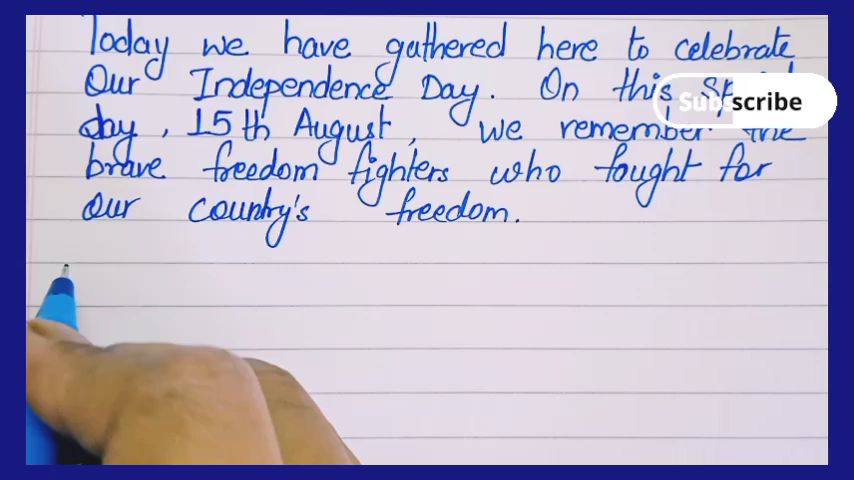 Today we have gathered here to celebrate
Our Independence Day. On this
Subscribe
day, 15th August, we remember the
brave freedom fighters who fought for
our country's freedom.